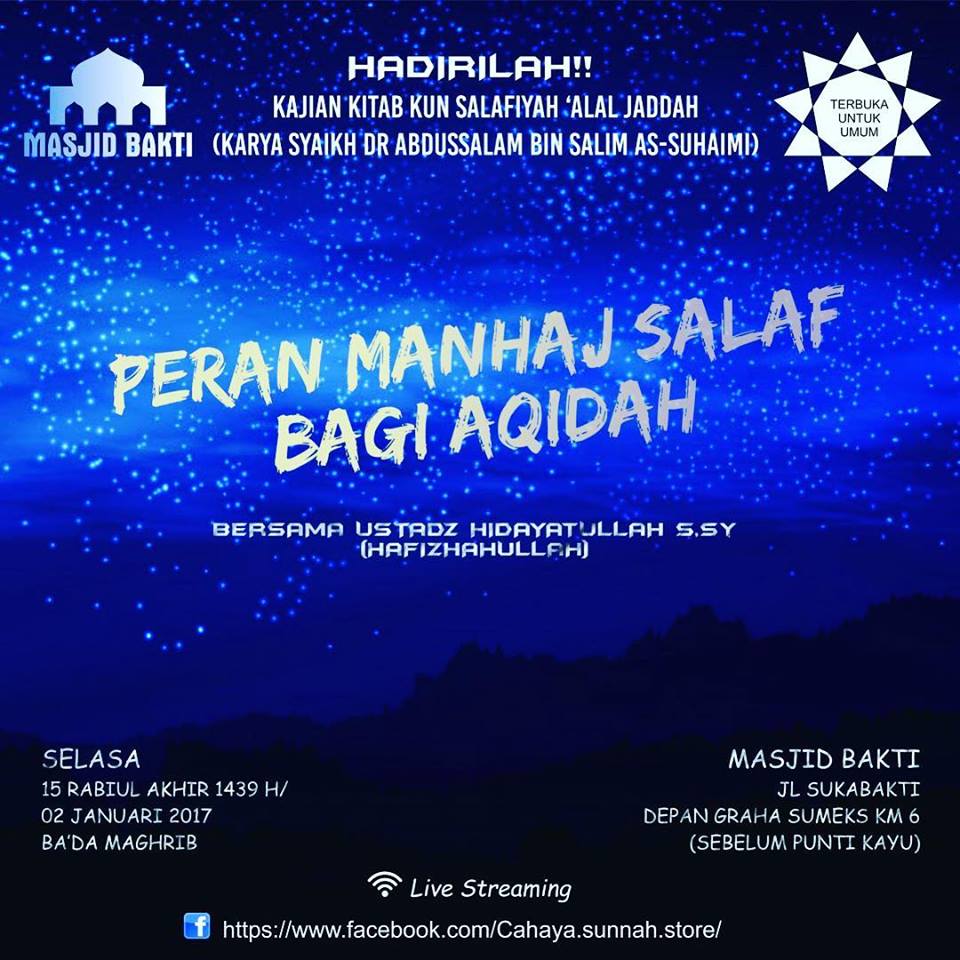 HADIRILAH!!
KAJIAN KITAB KUN SALAFIYAH ‘ALAL JADDAH
(KARYA SYAIKH DR ABDUSSALAM BIN SALIM AS-SUHAIMI)
MASJID BAKTI
TERBUKA
UNTUK
UMUM
PERAN MANHAJ SALAF
BAGI AQIDAH
BERSAMA USTADZ HIDAYATULLAH S,SY
(HAFIZHAHULLAH)
SELASA
15 RABIUL AKHIR 1439 H/
02 JANUARI 2017
BA'DA MAGHRIB
MASJID BAKTI
JL SUKABAKTI
DEPAN GRAHA SUMEKS KM 6
(SEBELUM PUNTI KAYU)
Live Streaming
f https://www.facebook.com/Cahaya.sunnah.store/